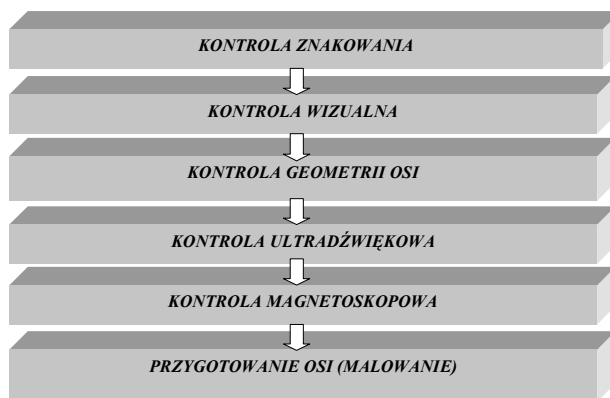 KONTROLA ZNAKOWANIA
KONTROLA WIZUALNA
KONTROLA GEOMETRII OSI
KONTROLA ULTRADŹWIĘKOWA
KONTROLA MAGNETOSKOPOWA
PRZYGOTOWANIE OSI (MALOWANIE)